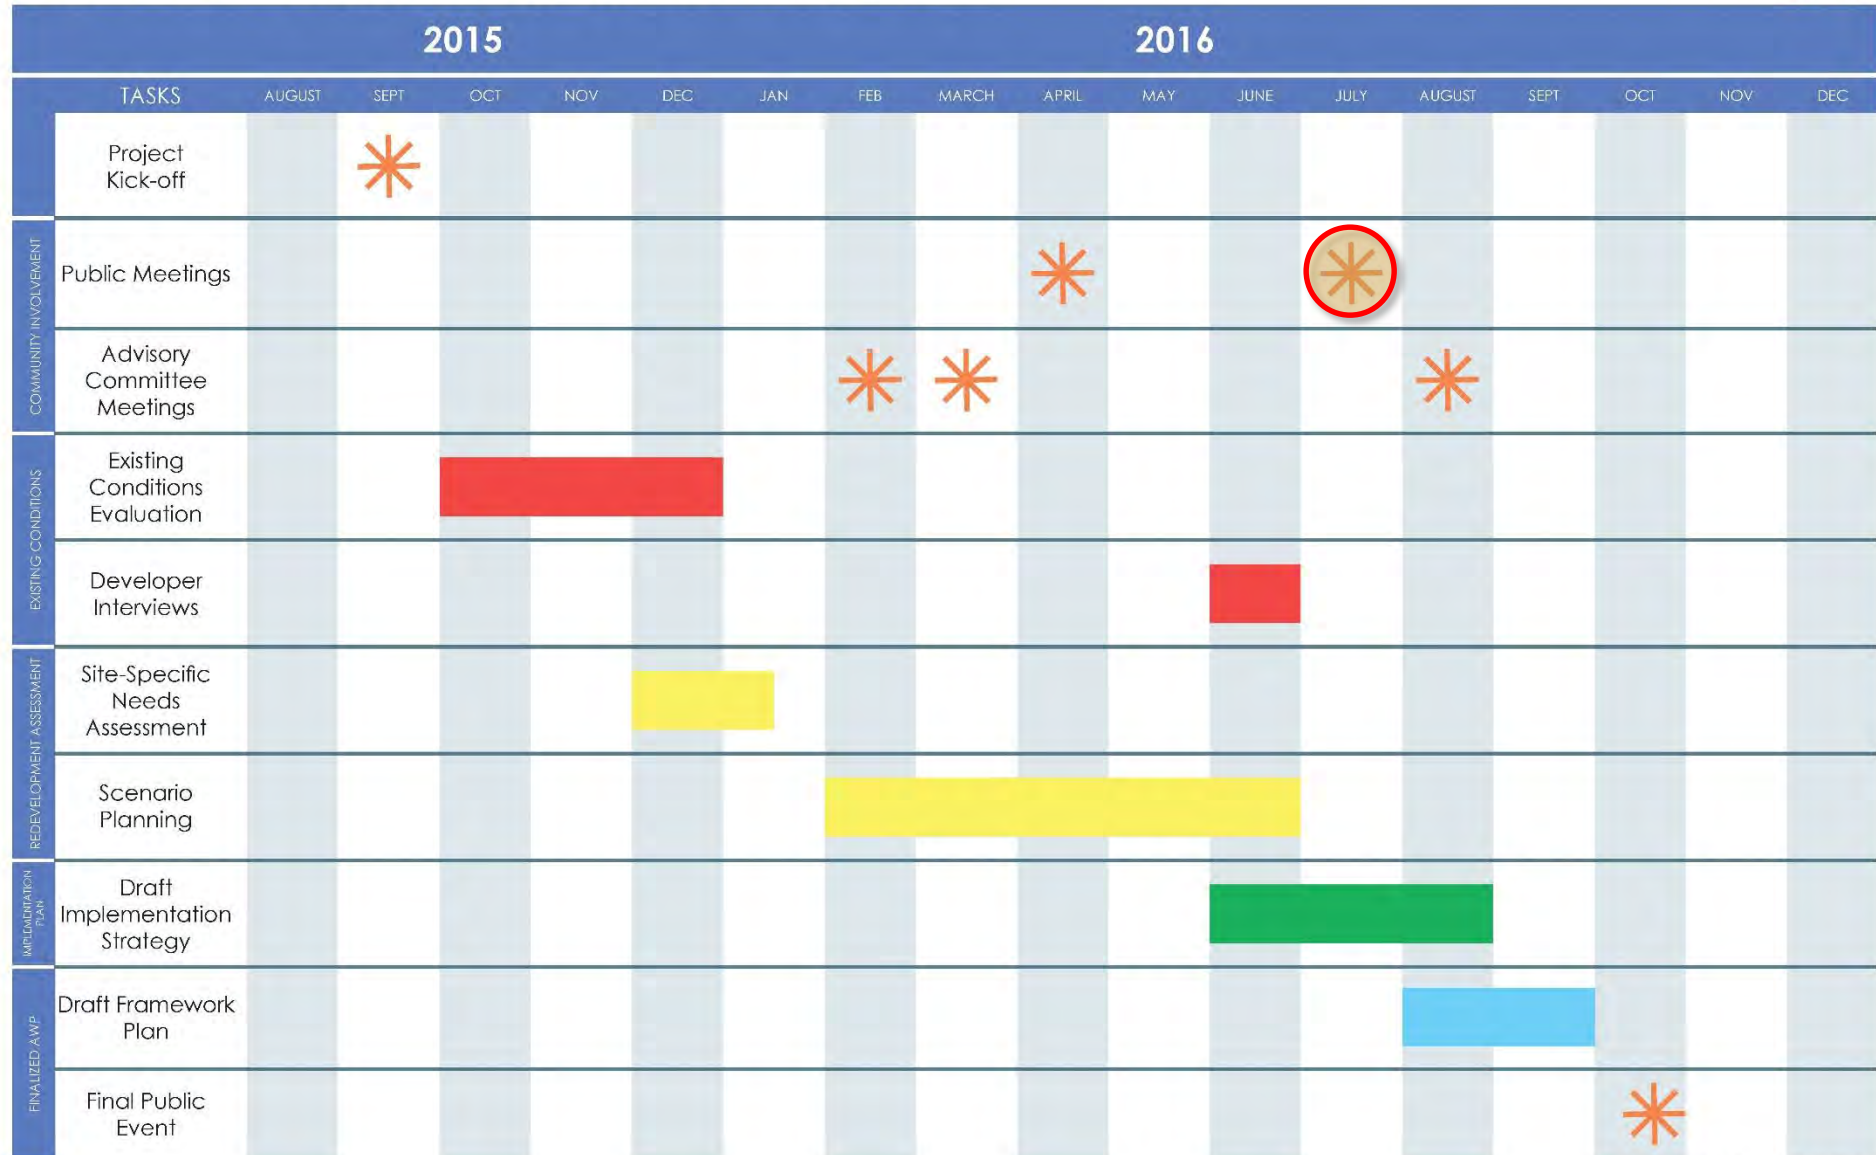 2015 2016
TASKS AUGUST SEPT OCT NOV DEC JAN FEB MARCH APRIL MAY JUNE JULY AUGUST SEPT OCT NOV DEC
Project
Kick-off
COMMUNITY INVOLVEMENT
Public Meetings
Advisory
Committee
Meetings
EXISTING CONDITIONS
Existing
Conditions
Evaluation
Developer
Interviews
REDEVELOPMENT ASSESSMENT
Site-Specific
Needs
Assessment
Scenario
Planning
IMPLEMENTATION
PLAN
Draft
Implementation
Strategy
FINALIZED AWP
Draft Framework
Plan
Final Public
Event